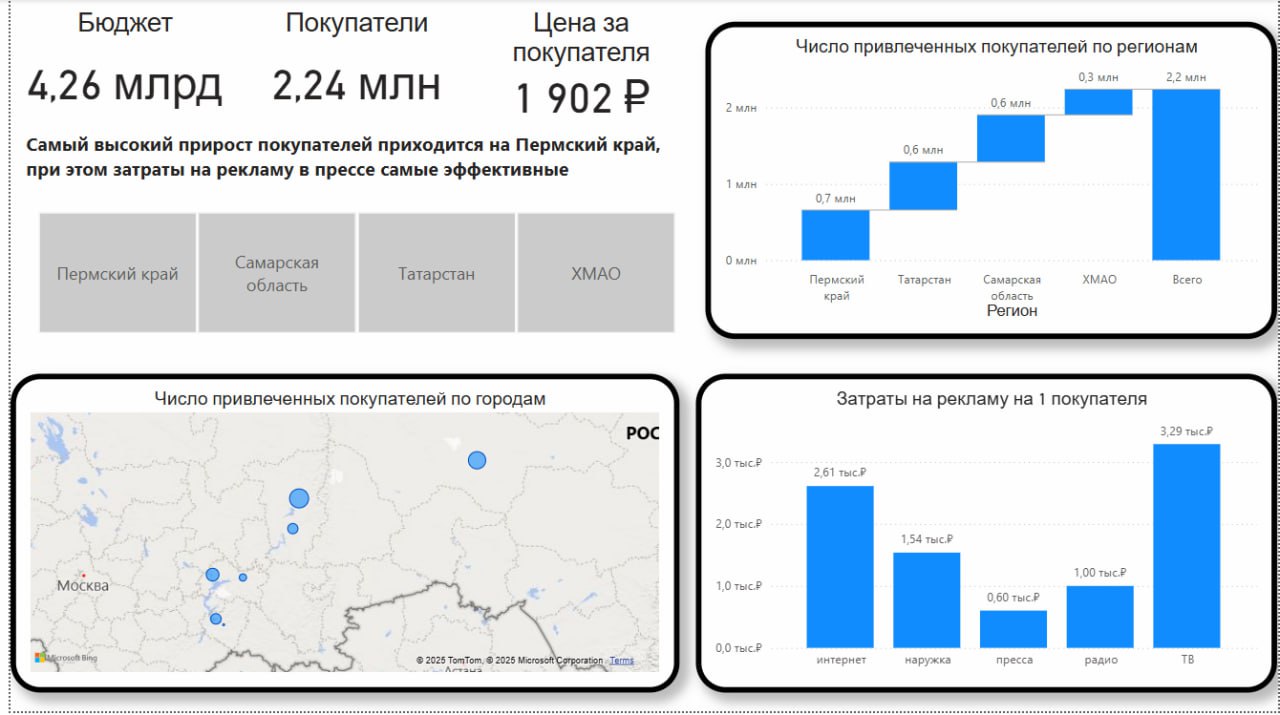 Бюджет
4,26 млрд
Покупатели
2,24 млн
Цена за
покупателя
1 902 ₽
Самый высокий прирост покупателей приходится на Пермский край,
при этом затраты на рекламу в прессе самые эффективные
Пермский край
Самарская
область
Татарстан
ХМАО
Число привлеченных покупателей по регионам
2 млн
1 млн
0 млн
0,7 млн
0,6 млн
0,6 млн
0,3 млн
2,2 млн
Пермский
край
Татарстан
Самарская
область
ХМАО
Всего
Регион
Число привлеченных покупателей по городам
РОС
Москва
Астана
Microsoft Bing
© 2025 TomTom, © 2025 Microsoft Corporation Terms
Затраты на рекламу на 1 покупателя
3,0 тыс.₽
2,0 тыс.₽
1,0 тыс.₽
0,0 тыс.₽
2,61 тыс.₽
1,54 тыс.₽
0,60 тыс.₽
1,00 тыс.₽
3,29 тыс.₽
интернет
наружка
пресса
радио
ТВ